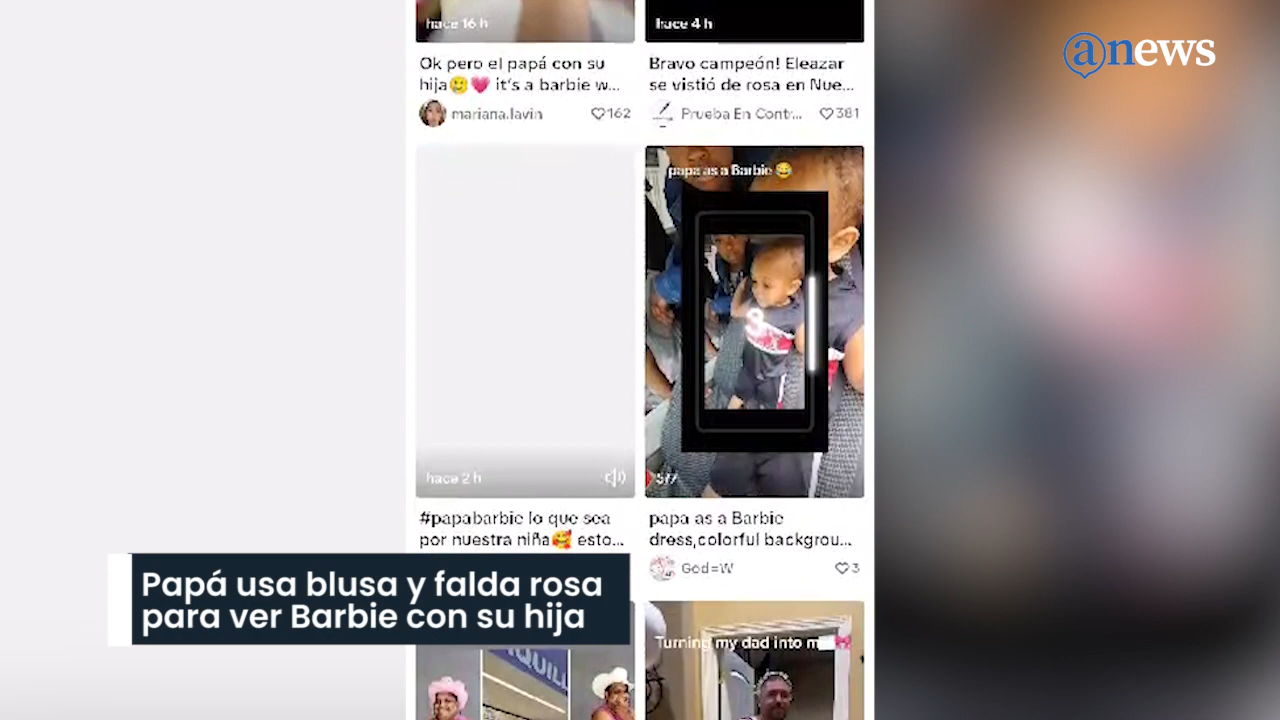 hace 16 h
hace 4 h
@news
Ok pero el papá con su
hija🥲💗 it's a barbie w...
mariana.lavin
162
Bravo campeón! Eleazar
se vistió de rosa en Nue...
Prueba En Contr...
381
papa as a Barbie 😂
3
hace 2 h
577
#papabarbie lo que sea
por nuestra niña🥰 esto...
papa as a Barbie
dress,colorful backgrou...
God=W
3
Papá usa blusa y falda rosa
para ver Barbie con su hija
Turning my dad into